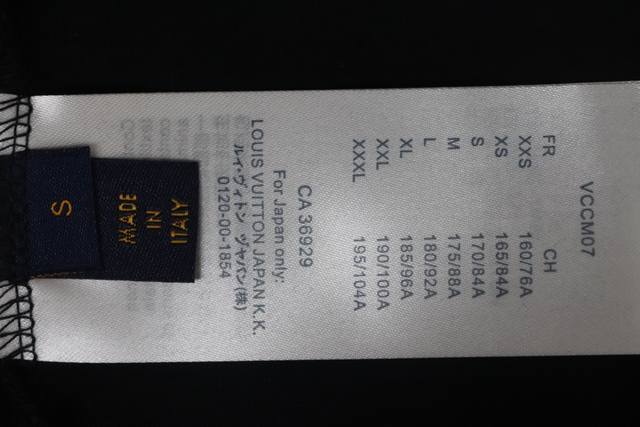 VCCM07
FR CH
XXS 160/76A
XS 165/84A
S 170/84A
M 175/88A
L 180/92A
XL 185/96A
XXL 190/100A
XXXL 195/104A
CA 36929
For Japan only:
LOUIS VUITTON JAPAN K.K.
ルイ・ヴィトン ジャパン(株)
0120-00-1854
MADE
IN
ITALY
S